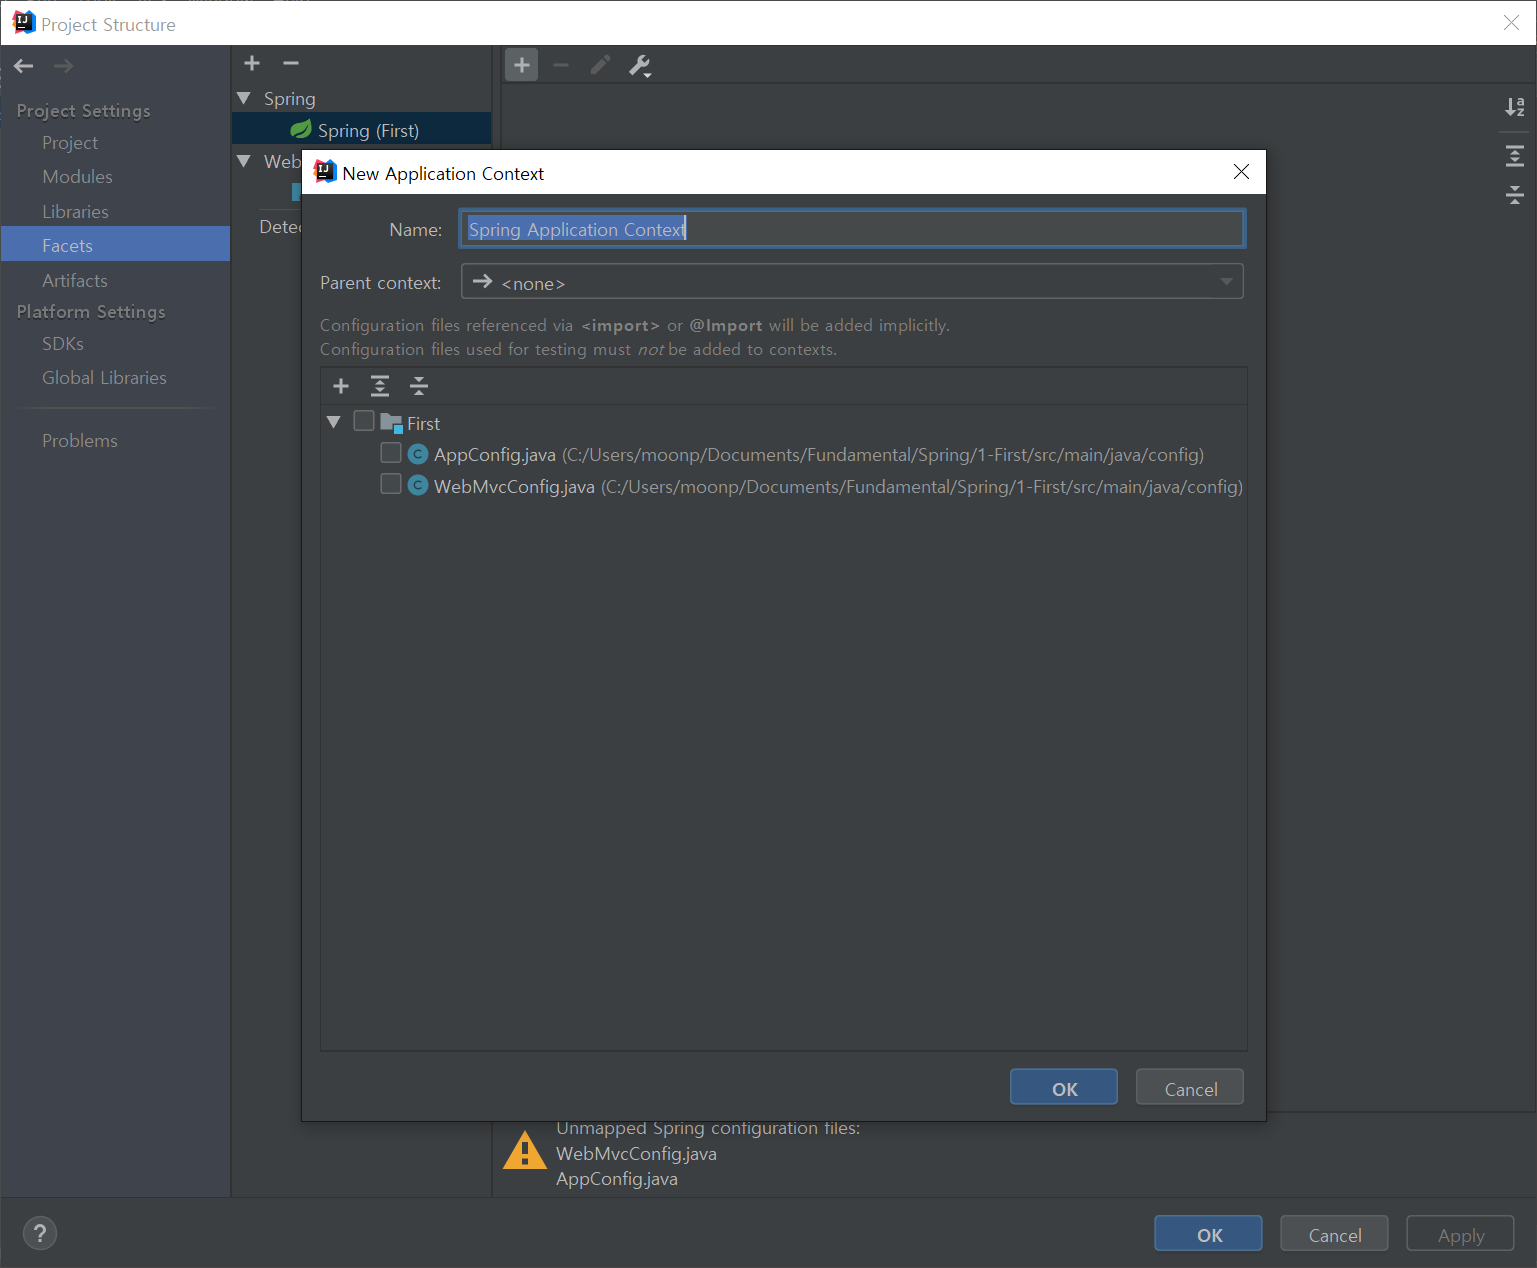 Project Structure
Project Settings
Project
Modules
Libraries
Facets
Artifacts
Platform Settings
SDKs
Global Libraries
Problems
Spring
Spring (First)
Web
Detec
New Application Context
Name: Spring Application Context
Parent context: <none>
Configuration files referenced via <import> or @Import will be added implicitly.
Configuration files used for testing must not be added to contexts.
First
AppConfig.java (C:/Users/moonp/Documents/Fundamental/Spring/1-First/src/main/java/config)
WebMvcConfig.java (C:/Users/moonp/Documents/Fundamental/Spring/1-First/src/main/java/config)
OK Cancel
Unmapped Spring configuration files:
WebMvcConfig.java
AppConfig.java
? OK Cancel Apply